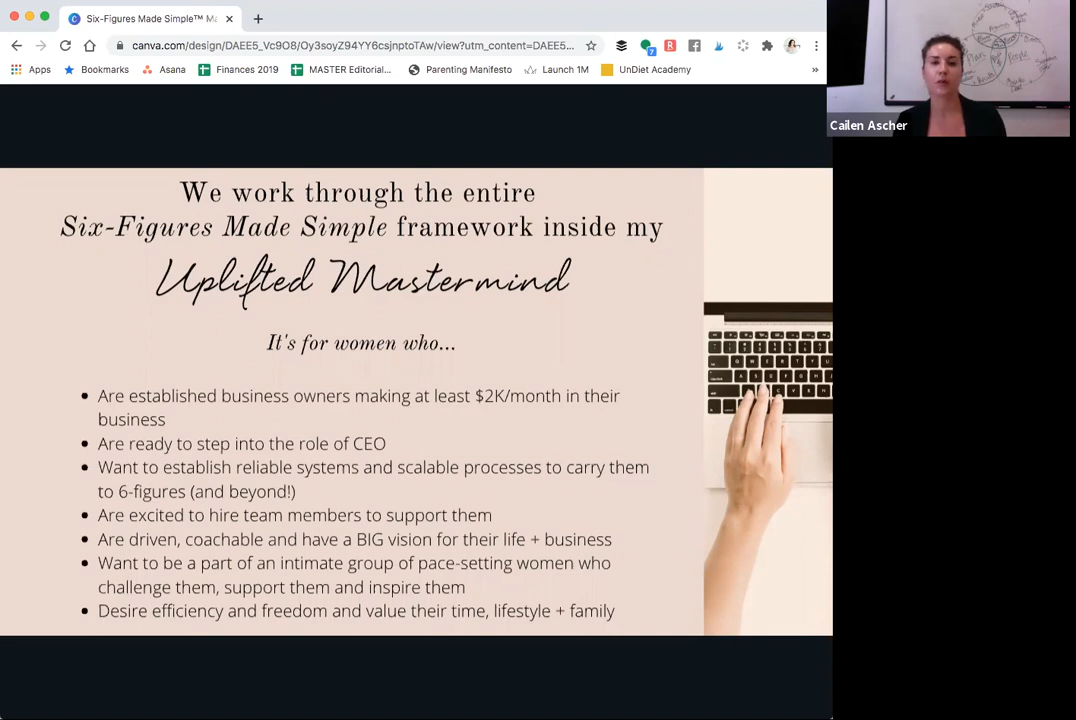 Six-Figures Made Simple™ Ma
canva.com/design/DAEE5_Vc9O8/Oy3soyZ94YY6csjnptoTAw/view?utm_content=DAEE5...
Apps
Bookmarks
Asana
Finances 2019
MASTER Editorial...
Parenting Manifesto
Launch 1M
UnDiet Academy
»
Cailen Ascher
We work through the entire
Six-Figures Made Simple framework inside my
Uplifted Mastermind
It's for women who...
• Are established business owners making at least $2K/month in their
business
• Are ready to step into the role of CEO
• Want to establish reliable systems and scalable processes to carry them
to 6-figures (and beyond!)
• Are excited to hire team members to support them
• Are driven, coachable and have a BIG vision for their life + business
• Want to be a part of an intimate group of pace-setting women who
challenge them, support them and inspire them
• Desire efficiency and freedom and value their time, lifestyle + family